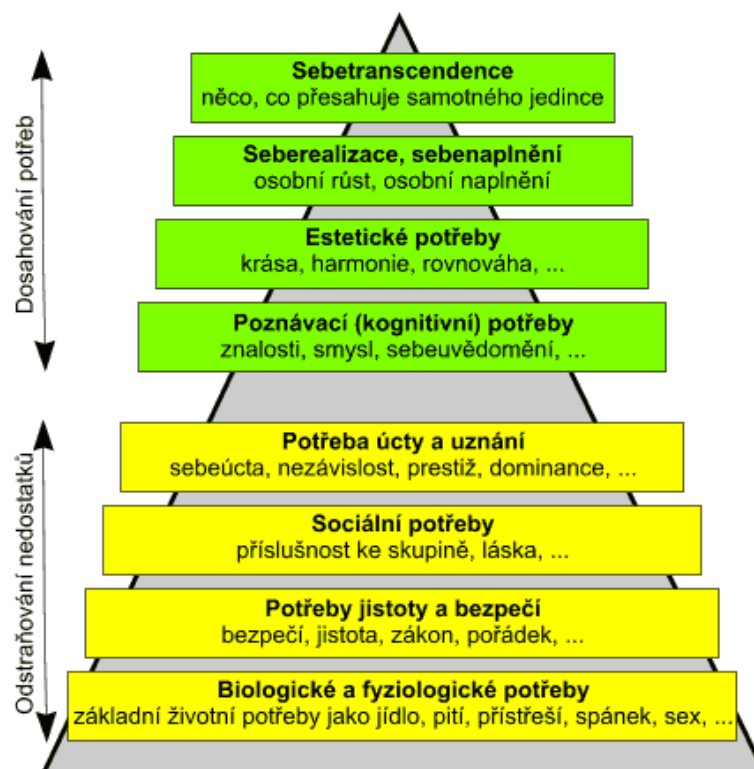 Sebetranscendence
něco, co přesahuje samotného jedince
Seberealizace, sebenaplnění
osobní růst, osobní naplnění
Estetické potřeby
krása, harmonie, rovnováha, ...
Poznávací (kognitivní) potřeby
znalosti, smysl, sebeuvědomění, ...
Dosahování potřeb
Potřeba úcty a uznání
sebeúcta, nezávislost, prestiž, dominance, ...
Sociální potřeby
příslušnost ke skupině, láska, ...
Potřeby jistoty a bezpečí
bezpečí, jistota, zákon, pořádek, ...
Biologické a fyziologické potřeby
základní životní potřeby jako jídlo, pití, přístřeší, spánek, sex, ...
Odstraňování nedostatků